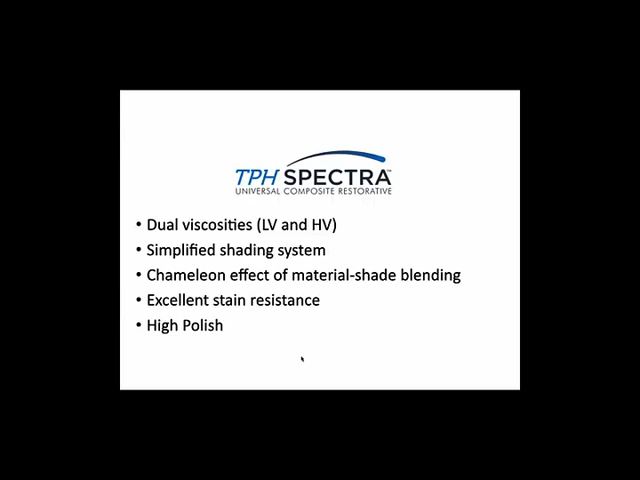 TPH SPECTRA™
UNIVERSAL COMPOSITE RESTORATIVE
• Dual viscosities (LV and HV)
• Simplified shading system
• Chameleon effect of material-shade blending
• Excellent stain resistance
• High Polish